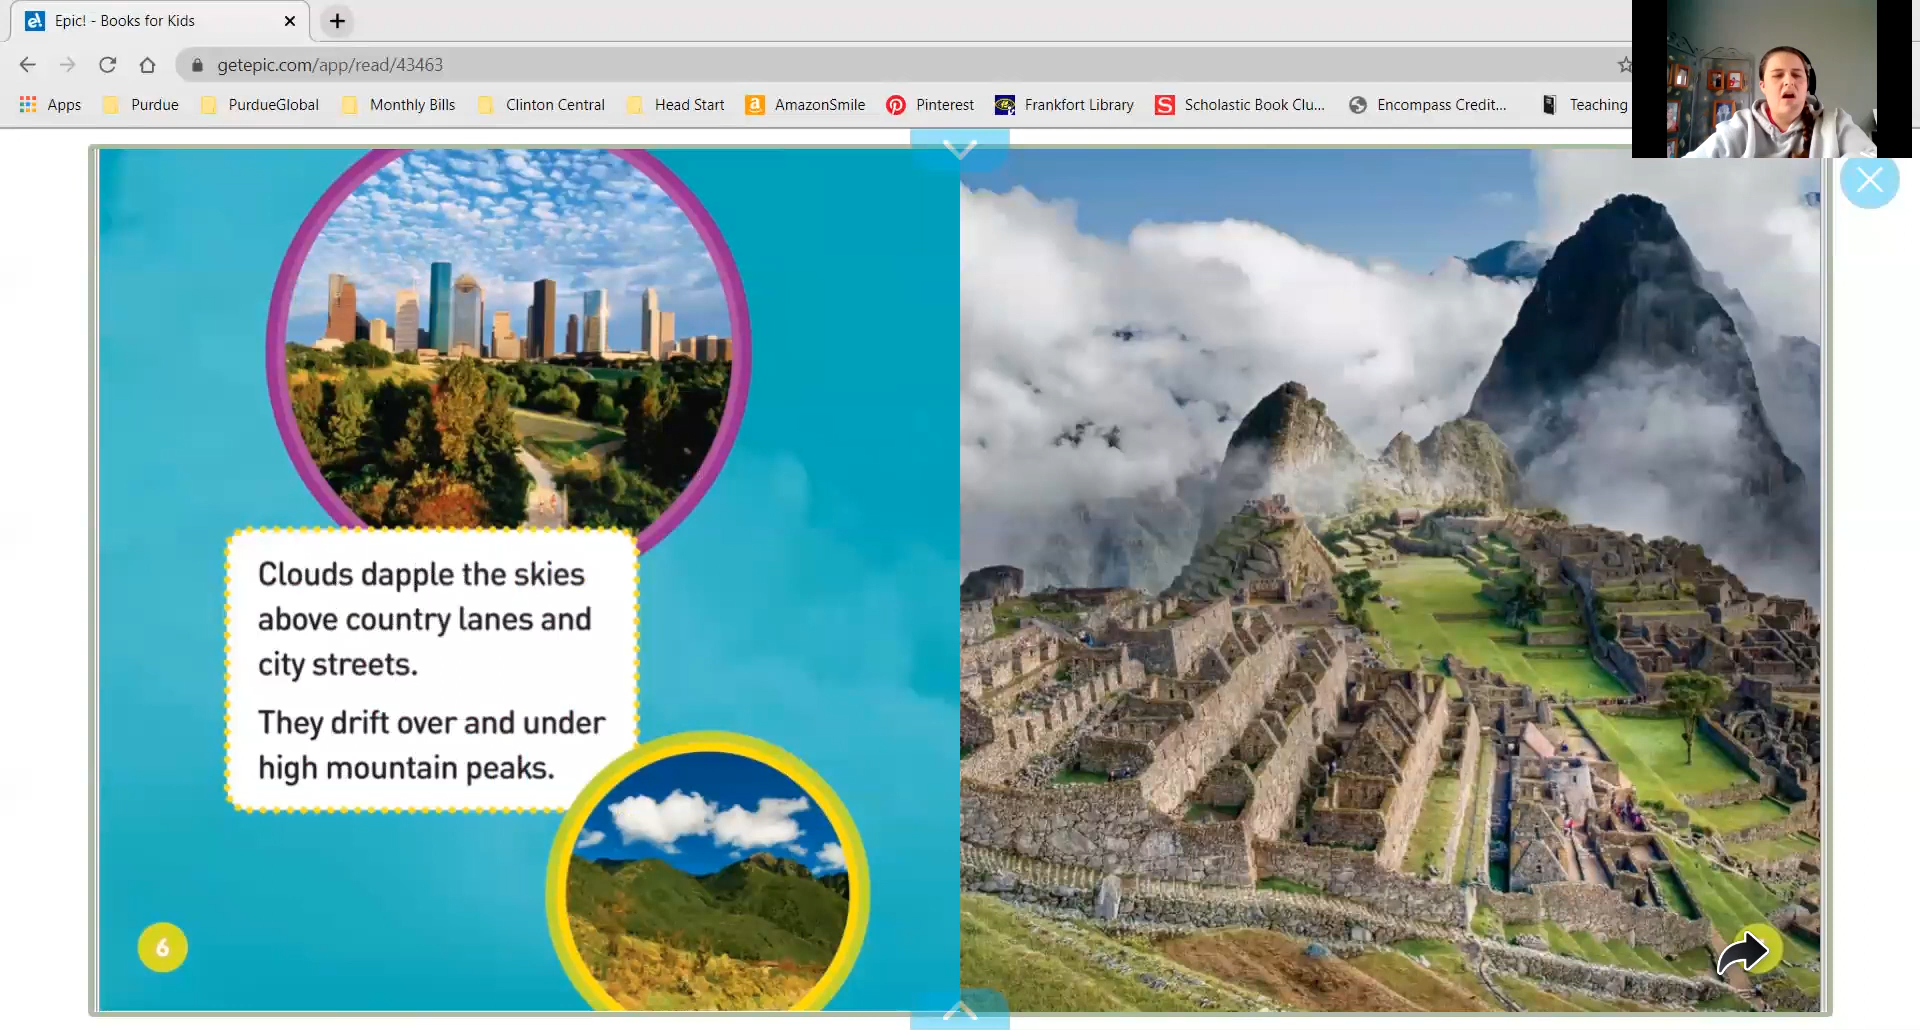 Epic! - Books for Kids
getepic.com/app/read/43463
Apps Purdue PurdueGlobal Monthly Bills Clinton Central Head Start AmazonSmile Pinterest Frankfort Library Scholastic Book Clu... Encompass Credit... Teaching
Clouds dapple the skies
above country lanes and
city streets.
They drift over and under
high mountain peaks.
6